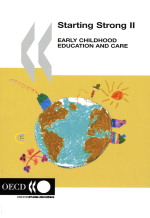 Starting Strong II
EARLY CHILDHOOD
EDUCATION AND CARE
OECD